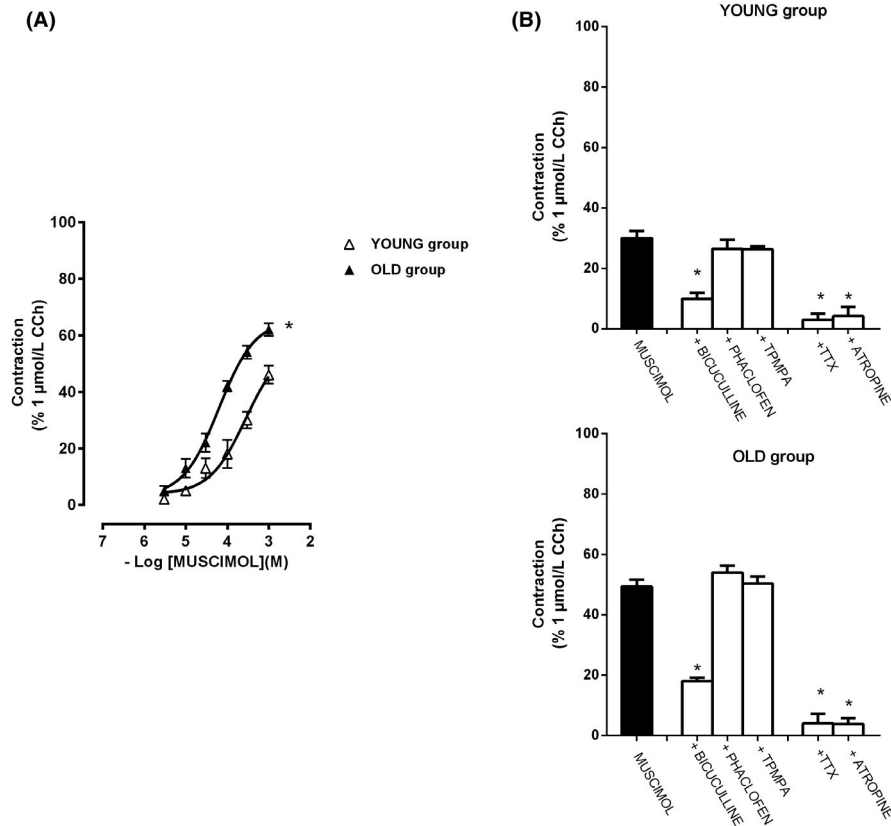 (A)
Contraction
(% 1 µmol/L CCh)
100
80
60
40
20
0
*
YOUNG group
OLD group
7 6 5 4 3 2
- Log [MUSCIMOL](M)
(B)
YOUNG group
Contraction
(% 1 µmol/L CCh)
100
80
60
40
20
0
* * *
MUSCIMOL
+ BICUCULLINE
+ PHACLOFEN
+ TPMPA
+TTX
+ ATROPINE
OLD group
Contraction
(% 1 µmol/L CCh)
100
80
60
40
20
0
* * *
MUSCIMOL
+ BICUCULLINE
+ PHACLOFEN
+ TPMPA
+TTX
+ ATROPINE